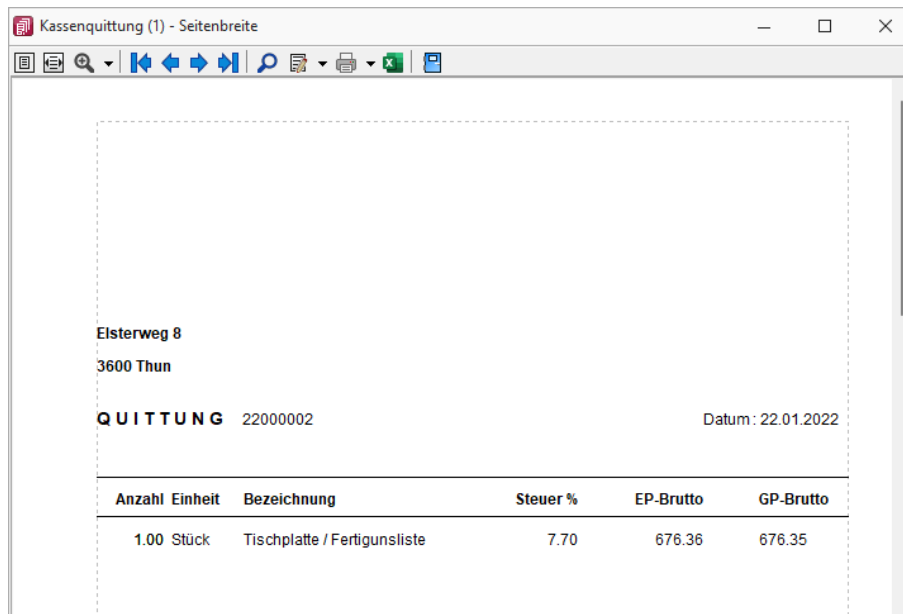 Kassenquittung (1) - Seitenbreite
Elsterweg 8
3600 Thun
QUITTUNG 22000002 Datum : 22.01.2022
Anzahl Einheit Bezeichnung Steuer % EP-Brutto GP-Brutto
1.00 Stück Tischplatte / Fertigunsliste 7.70 676.36 676.35